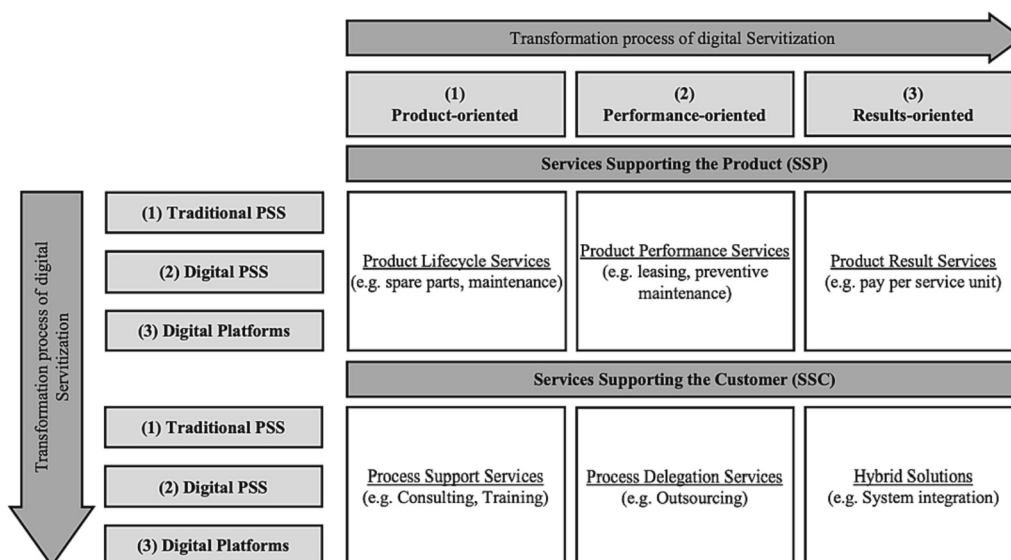 Transformation process of digital Servitization
(1)
Product-oriented
(2)
Performance-oriented
(3)
Results-oriented
Services Supporting the Product (SSP)
Transformation process of digital
Servitization
(1) Traditional PSS
(2) Digital PSS
(3) Digital Platforms
Product Lifecycle Services
(e.g. spare parts, maintenance)
Product Performance Services
(e.g. leasing, preventive
maintenance)
Product Result Services
(e.g. pay per service unit)
Services Supporting the Customer (SSC)
(1) Traditional PSS
(2) Digital PSS
(3) Digital Platforms
Process Support Services
(e.g. Consulting, Training)
Process Delegation Services
(e.g. Outsourcing)
Hybrid Solutions
(e.g. System integration)